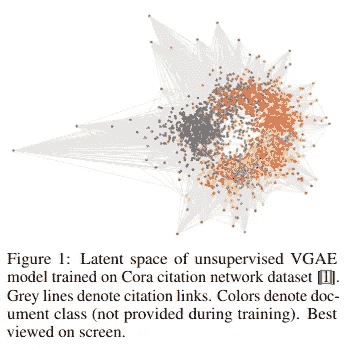 Figure 1: Latent space of unsupervised VGAE
model trained on Cora citation network dataset [1].
Grey lines denote citation links. Colors denote doc-
ument class (not provided during training). Best
viewed on screen.